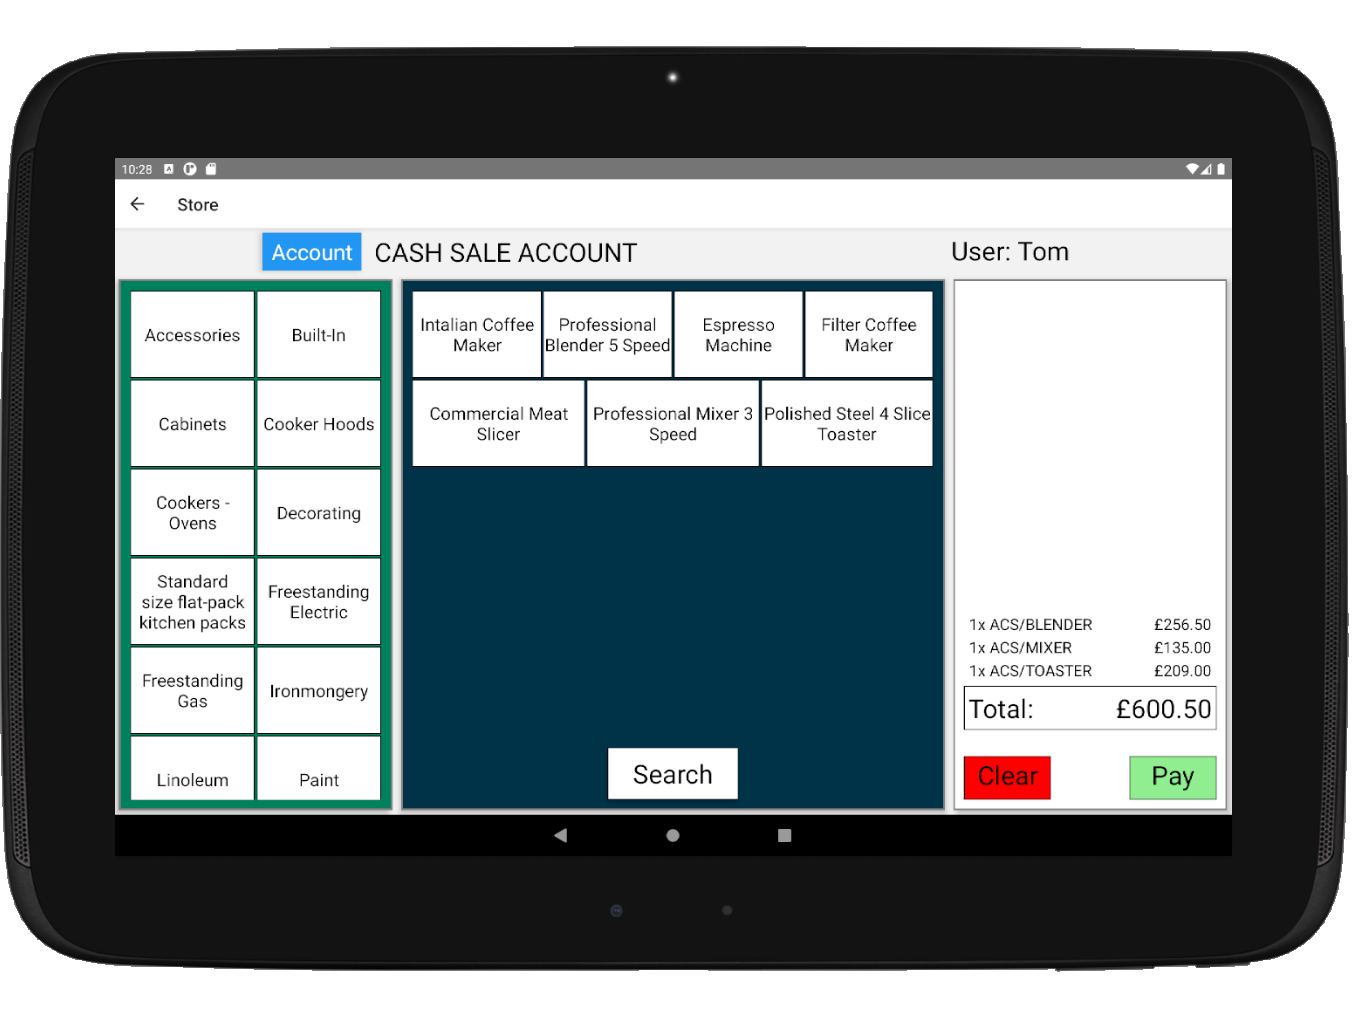 10:28
Store
Account
CASH SALE ACCOUNT
User: Tom
Accessories
Built-In
Cabinets
Cooker Hoods
Cookers -
Ovens
Decorating
Standard
size flat-pack
kitchen packs
Freestanding
Electric
Freestanding
Gas
Ironmongery
Linoleum
Paint
Intalian Coffee
Maker
Professional
Blender 5 Speed
Espresso
Machine
Filter Coffee
Maker
Commercial Meat
Slicer
Professional Mixer 3
Speed
Polished Steel 4 Slice
Toaster
Search
1x ACS/BLENDER £256.50
1x ACS/MIXER £135.00
1x ACS/TOASTER £209.00
Total: £600.50
Clear
Pay